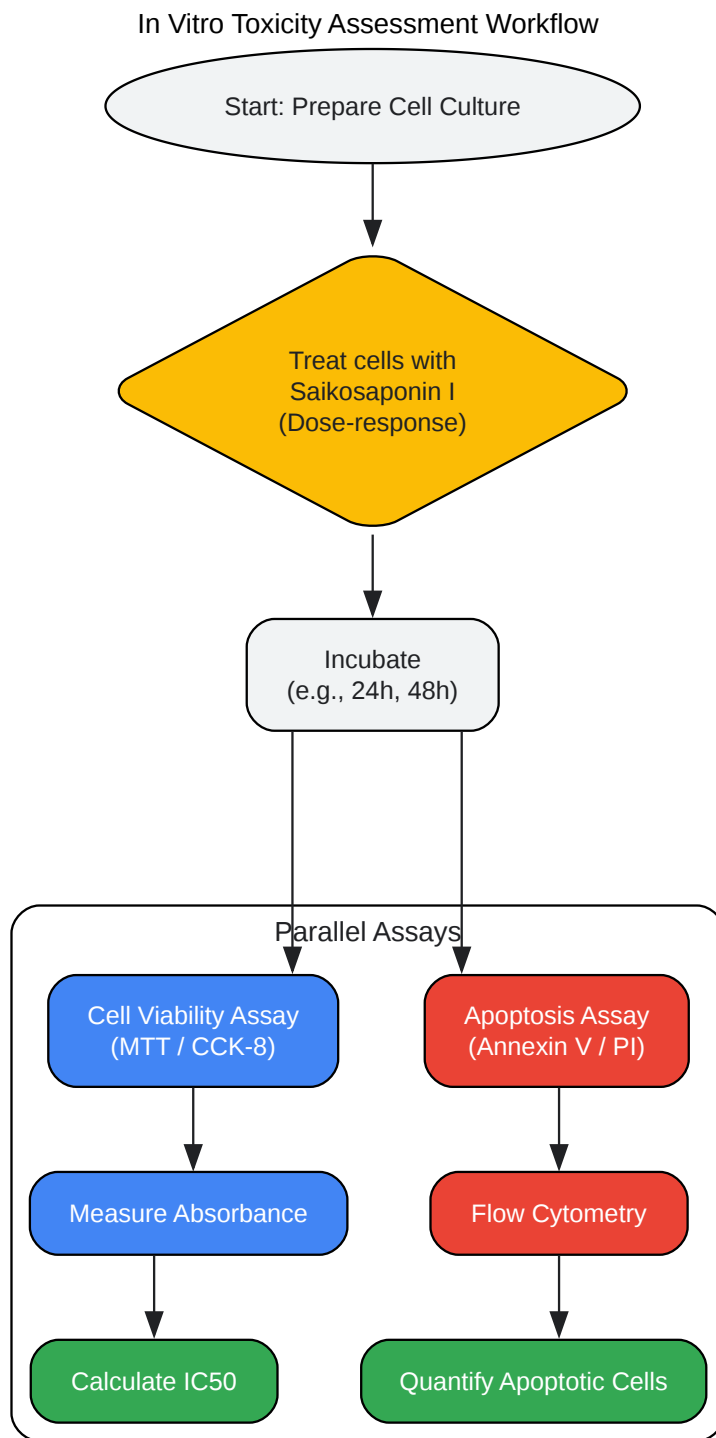 In Vitro Toxicity Assessment Workflow
Start: Prepare Cell Culture
Treat cells with
Saikosaponin I
(Dose-response)
Incubate
(e.g., 24h, 48h)
Parallel Assays
Cell Viability Assay
(MTT / CCK-8)
Apoptosis Assay
(Annexin V / PI)
Measure Absorbance
Flow Cytometry
Calculate IC50
Quantify Apoptotic Cells